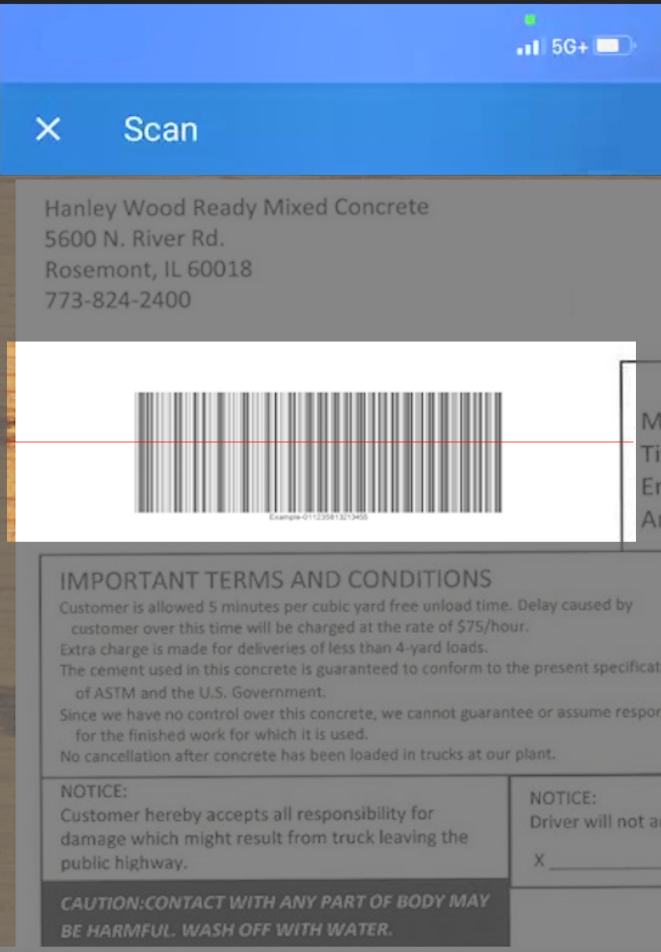 5G+
Scan
Hanley Wood Ready Mixed Concrete
5600 N. River Rd.
Rosemont, IL 60018
773-824-2400
M
Ti
En
Ar
Example-011235813213455
IMPORTANT TERMS AND CONDITIONS
Customer is allowed 5 minutes per cubic yard free unload time. Delay caused by
customer over this time will be charged at the rate of $75/hour.
Extra charge is made for deliveries of less than 4-yard loads.
The cement used in this concrete is guaranteed to conform to the present specificat
of ASTM and the U.S. Government.
Since we have no control over this concrete, we cannot guarantee or assume respor
for the finished work for which it is used.
No cancellation after concrete has been loaded in trucks at our plant.
NOTICE:
Customer hereby accepts all responsibility for
damage which might result from truck leaving the
public highway.
NOTICE:
Driver will not a
X
CAUTION:CONTACT WITH ANY PART OF BODY MAY
BE HARMFUL. WASH OFF WITH WATER.